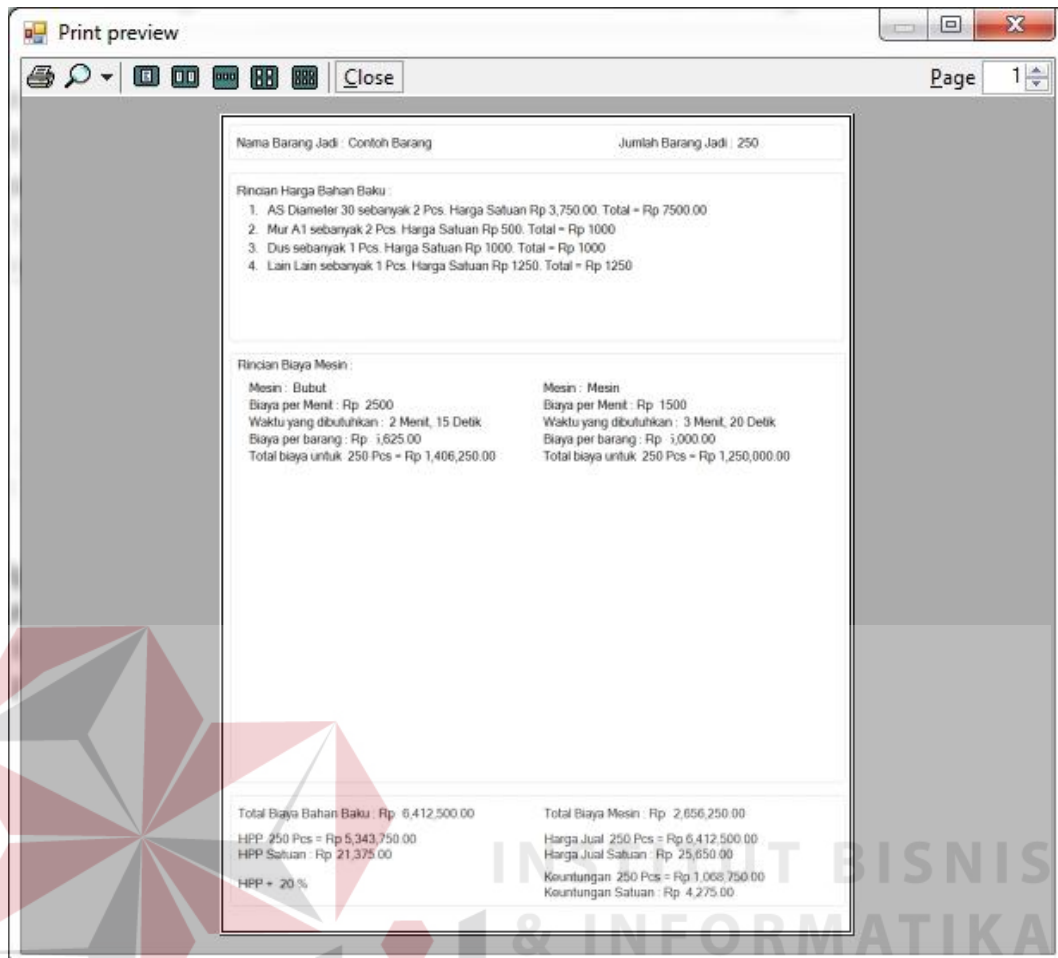 Print preview
Close
Page 1
Nama Barang Jadi : Contoh Barang
Jumlah Barang Jadi : 250
Rincian Harga Bahan Baku :
1. AS Diameter 30 sebanyak 2 Pcs. Harga Satuan Rp 3,750.00. Total = Rp 7500.00
2. Mur A1 sebanyak 2 Pcs. Harga Satuan Rp 500. Total = Rp 1000
3. Dus sebanyak 1 Pcs. Harga Satuan Rp 1000. Total = Rp 1000
4. Lain Lain sebanyak 1 Pcs. Harga Satuan Rp 1250. Total = Rp 1250
Rincian Biaya Mesin :
Mesin : Bubut
Biaya per Menit : Rp 2500
Waktu yang dibutuhkan : 2 Menit, 15 Detik
Biaya per barang : Rp
Total biaya untuk 250 Pcs = Rp 1,406,250.00
Mesin : Mesin
Biaya per Menit : Rp 1500
Waktu yang dibutuhkan : 3 Menit, 20 Detik
Biaya per barang : Rp
Total biaya untuk 250 Pcs = Rp 1,250,000.00
Total Biaya Bahan Baku : Rp 6,412,500.00
HPP 250 Pcs = Rp 5,343,750.00
HPP Satuan : Rp 21,375.00
HPP + 20 %
Total Biaya Mesin : Rp 2,656,250.00
Harga Jual 250 Pcs = Rp 6,412,500.00
Harga Jual Satuan : Rp 25,650.00
Keuntungan 250 Pcs = Rp 1,068,750.00
Keuntungan Satuan : Rp 4,275.00
INSTITUT BISNIS
& INFORMATIKA